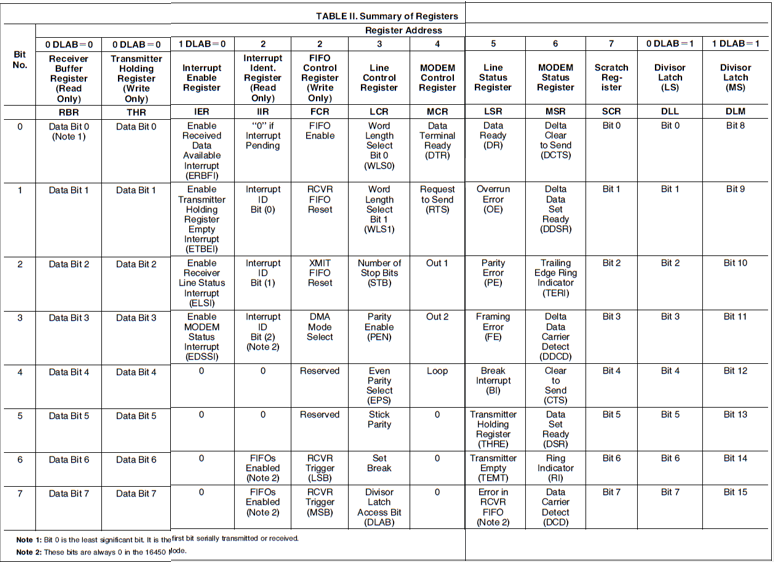 TABLE II. Summary of Registers
Register Address
Bit No. | 0 DLAB=0 | 0 DLAB=0 | 1 DLAB=0 | 2 | 2 | 3 | 4 | 5 | 6 | 7 | 0 DLAB=1 | 1 DLAB=1
Receiver Buffer Register (Read Only) | Transmitter Holding Register (Write Only) | Interrupt Enable Register | Interrupt Ident. Register (Read Only) | FIFO Control Register (Write Only) | Line Control Register | MODEM Control Register | Line Status Register | MODEM Status Register | Scratch Reg-ister | Divisor Latch (LS) | Divisor Latch (MS)
RBR | THR | IER | IIR | FCR | LCR | MCR | LSR | MSR | SCR | DLL | DLM
0 | Data Bit 0 (Note 1) | Data Bit 0 | Enable Received Data Available Interrupt (ERBFI) | "0" if Interrupt Pending | FIFO Enable | Word Length Select Bit 0 (WLS0) | Data Terminal Ready (DTR) | Data Ready (DR) | Delta Clear to Send (DCTS) | Bit 0 | Bit 0 | Bit 8
1 | Data Bit 1 | Data Bit 1 | Enable Transmitter Holding Register Empty Interrupt (ETBEI) | Interrupt ID Bit (0) | RCVR FIFO Reset | Word Length Select Bit 1 (WLS1) | Request to Send (RTS) | Overrun Error (OE) | Delta Data Set Ready (DDSR) | Bit 1 | Bit 1 | Bit 9
2 | Data Bit 2 | Data Bit 2 | Enable Receiver Line Status Interrupt (ELSI) | Interrupt ID Bit (1) | XMIT FIFO Reset | Number of Stop Bits (STB) | Out 1 | Parity Error (PE) | Trailing Edge Ring Indicator (TERI) | Bit 2 | Bit 2 | Bit 10
3 | Data Bit 3 | Data Bit 3 | Enable MODEM Status Interrupt (EDSSI) | Interrupt ID Bit (2) (Note 2) | DMA Mode Select | Parity Enable (PEN) | Out 2 | Framing Error (FE) | Delta Data Carrier Detect (DDCD) | Bit 3 | Bit 3 | Bit 11
4 | Data Bit 4 | Data Bit 4 | 0 | 0 | Reserved | Even Parity Select (EPS) | Loop | Break Interrupt (BI) | Clear to Send (CTS) | Bit 4 | Bit 4 | Bit 12
5 | Data Bit 5 | Data Bit 5 | 0 | 0 | Reserved | Stick Parity | 0 | Transmitter Holding Register (THRE) | Data Set Ready (DSR) | Bit 5 | Bit 5 | Bit 13
6 | Data Bit 6 | Data Bit 6 | 0 | FIFOs Enabled (Note 2) | RCVR Trigger (LSB) | Set Break | 0 | Transmitter Empty (TEMT) | Ring Indicator (RI) | Bit 6 | Bit 6 | Bit 14
7 | Data Bit 7 | Data Bit 7 | 0 | FIFOs Enabled (Note 2) | RCVR Trigger (MSB) | Divisor Latch Access Bit (DLAB) | 0 | Error in RCVR FIFO (Note 2) | Data Carrier Detect (DCD) | Bit 7 | Bit 7 | Bit 15
Note 1: Bit 0 is the least significant bit. It is the first bit serially transmitted or received.
Note 2: These bits are always 0 in the 16450 Mode.